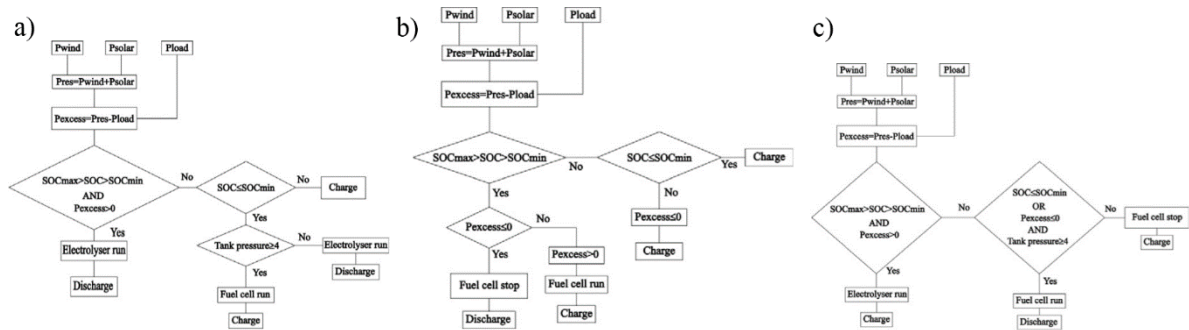 a)
Pwind
Psolar
Pload
Pres=Pwind+Psolar
Pexcess=Pres-Pload
SOCmax>SOC>SOCmin
AND
Pexcess>0
No
SOC≤SOCmin
No
Charge
Yes
Electrolyser run
Discharge
Yes
Tank pressure≥4
No
Electrolyser run
Discharge
Yes
Fuel cell run
Charge
b)
Pwind
Psolar
Pload
Pres=Pwind+Psolar
Pexcess=Pres-Pload
SOCmax>SOC>SOCmin
No
SOC≤SOCmin
Yes
Charge
No
Pexcess≤0
Charge
Yes
Pexcess≤0
No
Pexcess>0
Fuel cell run
Charge
Yes
Fuel cell stop
Discharge
c)
Pwind
Psolar
Pload
Pres=Pwind+Psolar
Pexcess=Pres-Pload
SOCmax>SOC>SOCmin
AND
Pexcess>0
No
SOC≤SOCmin
OR
Pexcess≤0
AND
Tank pressure≥4
No
Fuel cell stop
Charge
Yes
Electrolyser run
Charge
Yes
Fuel cell run
Discharge